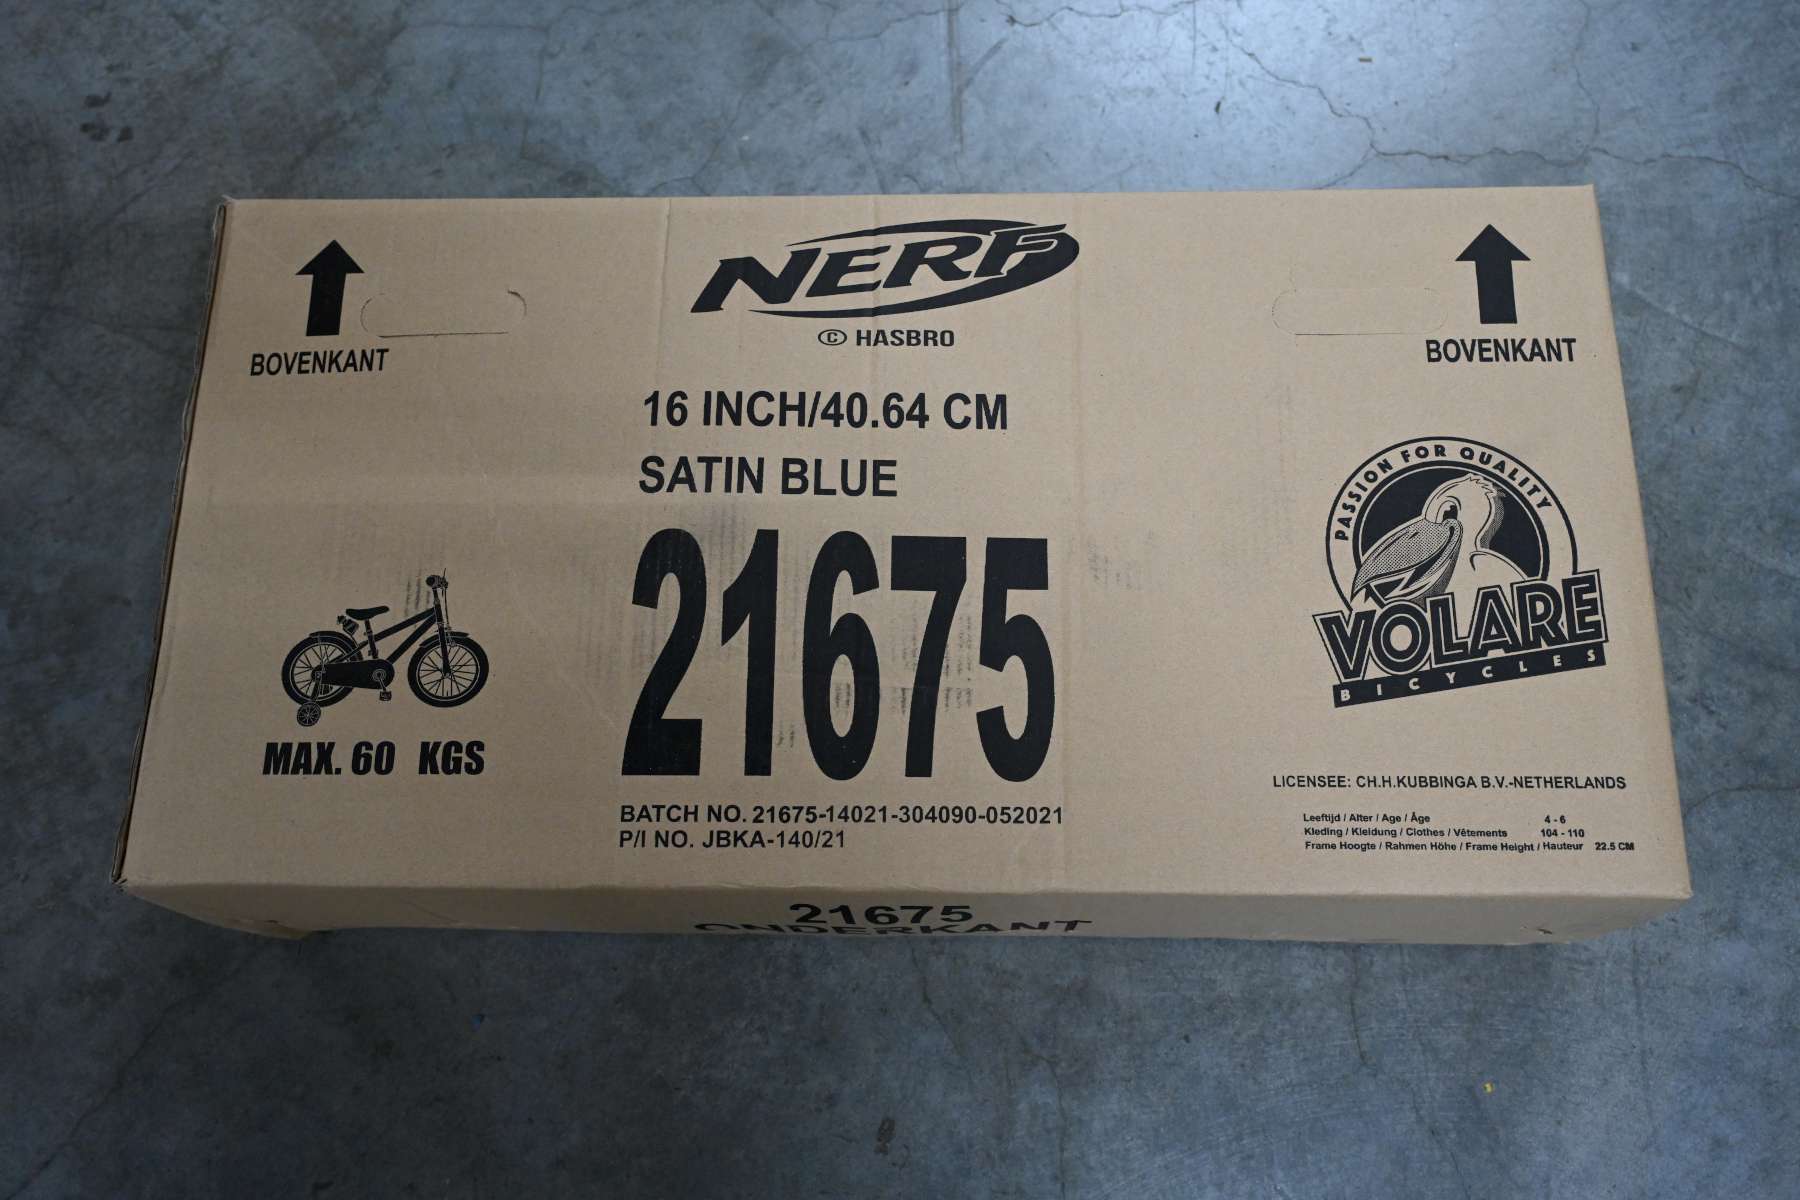 NERF
© HASBRO
BOVENKANT
BOVENKANT
16 INCH/40.64 CM
SATIN BLUE
21675
PASSION FOR QUALITY
VOLARE
BICYCLES
MAX. 60 KGS
BATCH NO. 21675-14021-304090-052021
P/I NO. JBKA-140/21
LICENSEE: CH.H.KUBBINGA B.V.-NETHERLANDS
Leeftijd / Alter / Age / Âge 4 - 6
Kleding / Kleidung / Clothes / Vêtements 104 - 110
Frame Hoogte / Rahmen Höhe / Frame Height / Hauteur 22.5 CM
21675
ONDERKANT